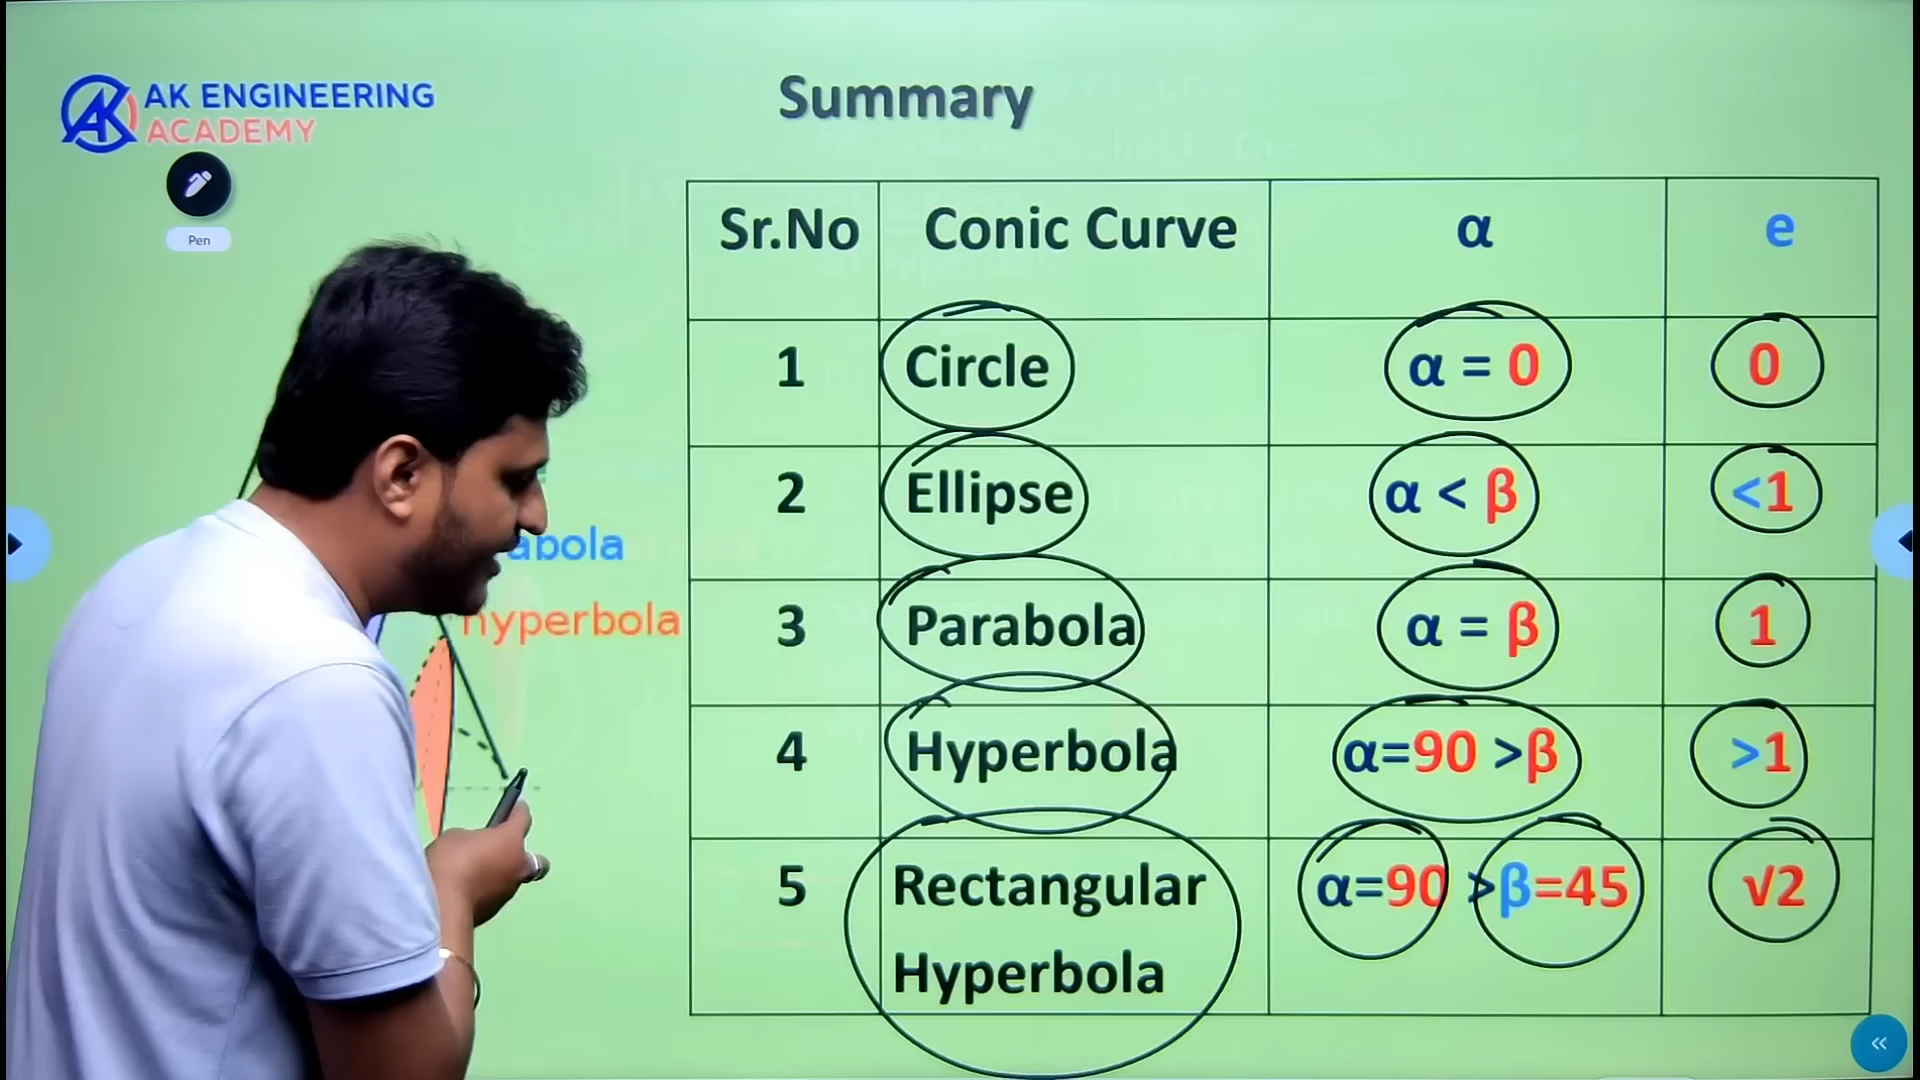 AK ENGINEERING
ACADEMY
Pen
Summary
Sr.No Conic Curve α e
1 Circle α = 0 0
2 Ellipse α < β <1
abola
3 Parabola α = β 1
hyperbola
4 Hyperbola α=90 >β >1
5 Rectangular α=90 >β=45 √2
Hyperbola